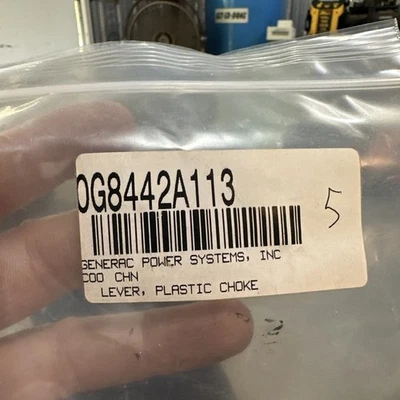 0G8442A113
GENERAC POWER SYSTEMS, INC
COO CHN
LEVER, PLASTIC CHOKE
5